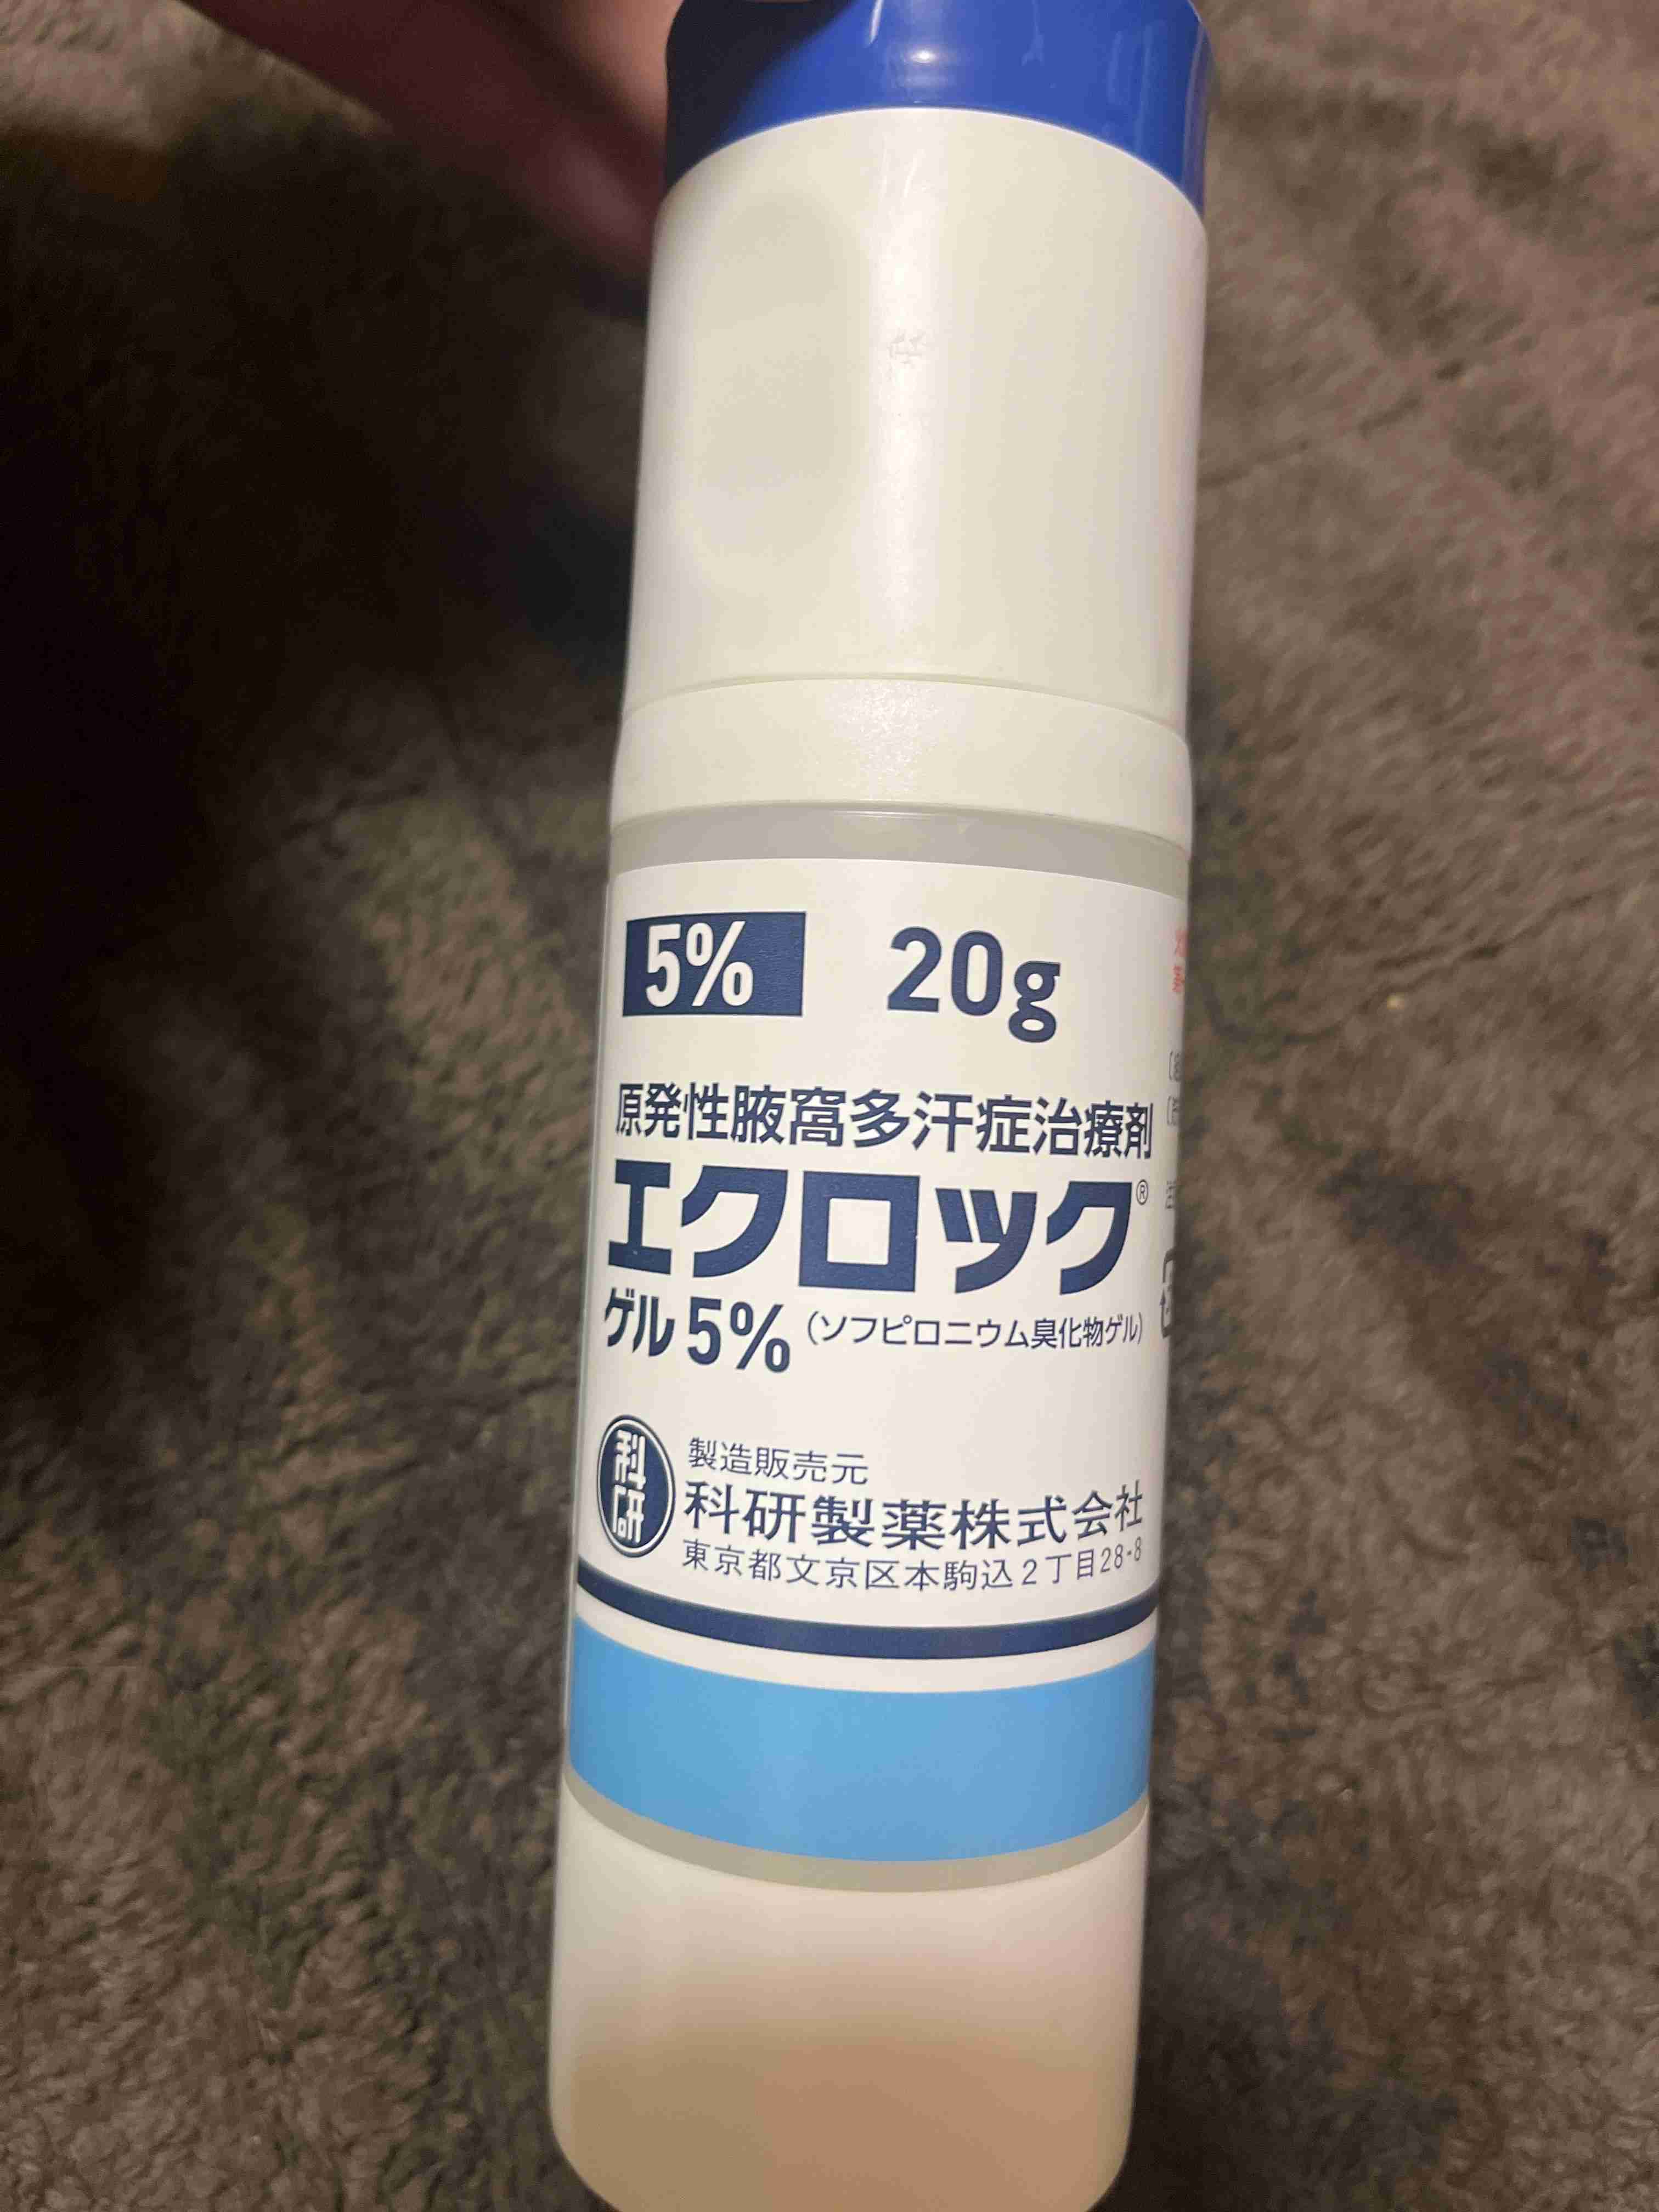 5% 20g
原発性腋窩多汗症治療剤
エクロック®
ゲル5% (ソフピロニウム臭化物ゲル)
科研
製造販売元
科研製薬株式会社
東京都文京区本駒込2丁目28-8